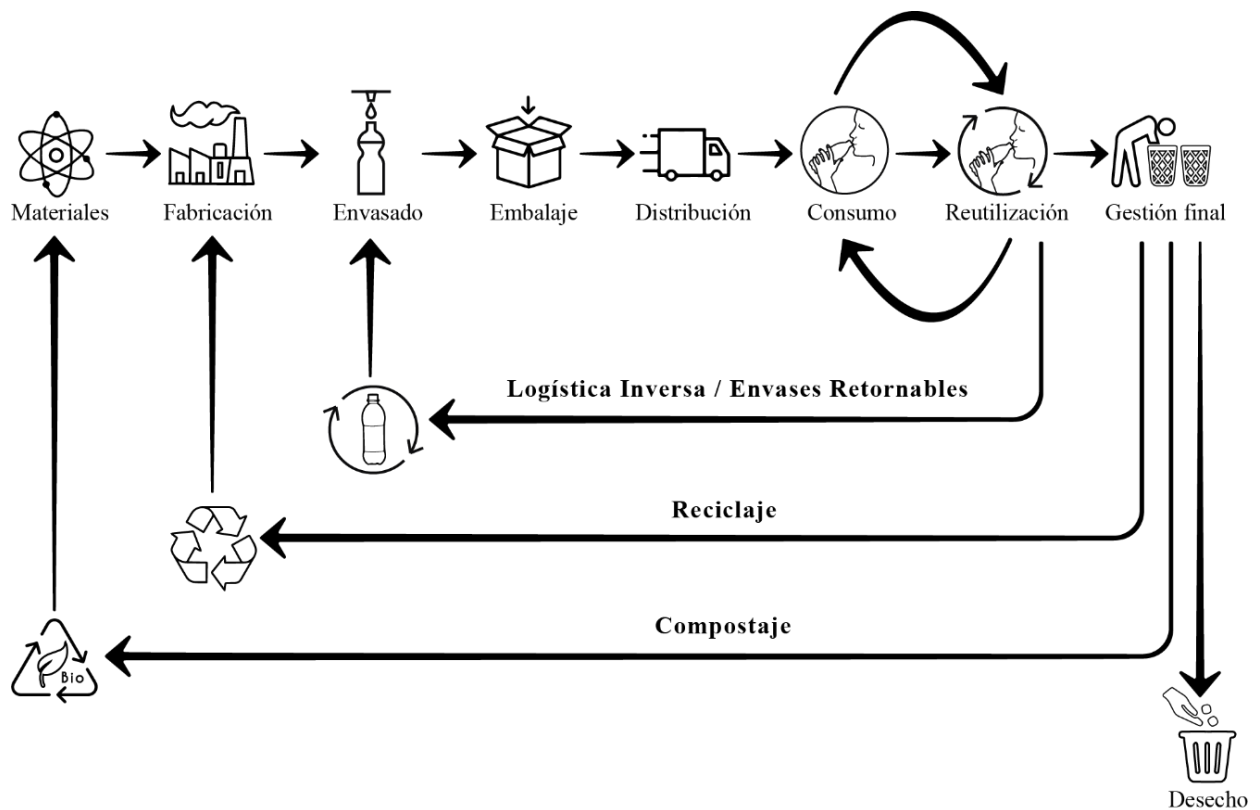 Materiales
Fabricación
Envasado
Embalaje
Distribución
Consumo
Reutilización
Gestión final
Logística Inversa / Envases Retornables
Reciclaje
Compostaje
Bio
Desecho